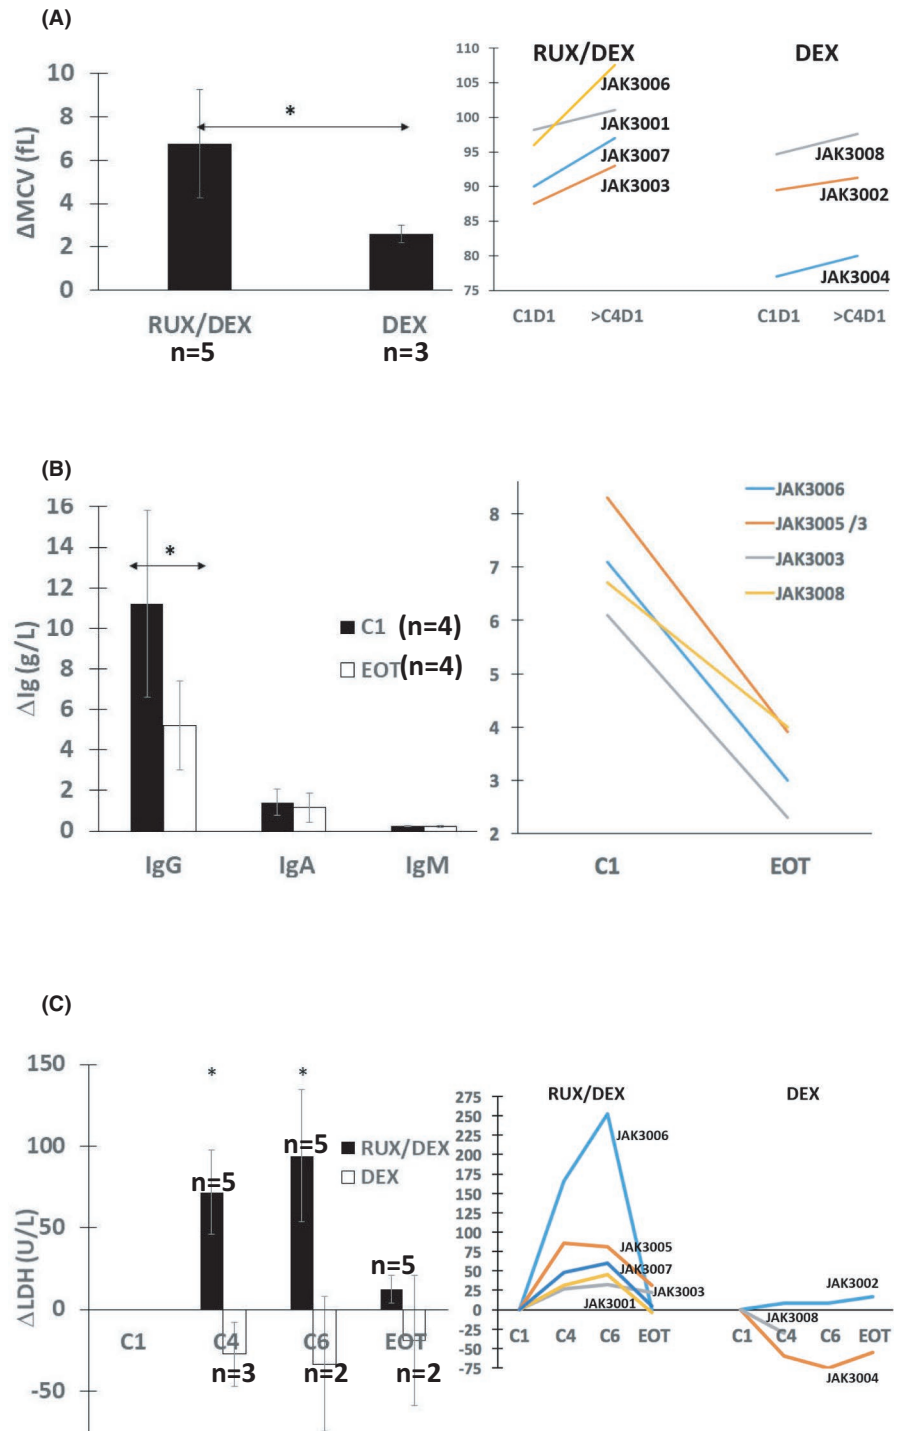 (A)
10
8
6
4
2
0
ΔMCV (fL)
*
RUX/DEX
n=5
DEX
n=3
110
105
100
95
90
85
80
75
RUX/DEX
DEX
JAK3006
JAK3001
JAK3007
JAK3003
JAK3008
JAK3002
JAK3004
C1D1
>C4D1
C1D1
>C4D1
(B)
16
14
12
10
8
6
4
2
0
ΔIg (g/L)
*
C1 (n=4)
EOT (n=4)
IgG
IgA
IgM
8
7
6
5
4
3
2
JAK3006
JAK3005 /3
JAK3003
JAK3008
C1
EOT
(C)
150
100
50
0
-50
ΔLDH (U/L)
*
*
n=5
n=5
n=5
RUX/DEX
DEX
C1
C4
C6
EOT
n=3
n=2
n=2
275
250
225
200
175
150
125
100
75
50
25
0
-25
-50
-75
RUX/DEX
DEX
JAK3006
JAK3005
JAK3007
JAK3003
JAK3001
C1
C4
C6
EOT
JAK3002
JAK3008
C1
C4
C6
EOT
JAK3004